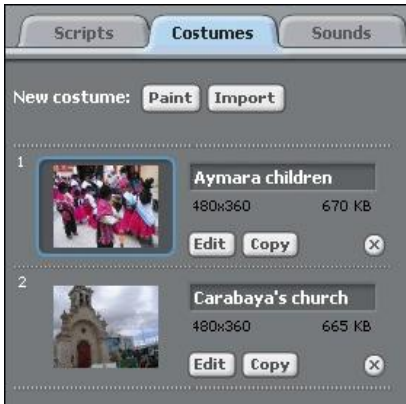 Scripts Costumes Sounds
New costume: Paint Import
1
Aymara children
480x360 670 KB
Edit Copy
2
Carabaya's church
480x360 665 KB
Edit Copy